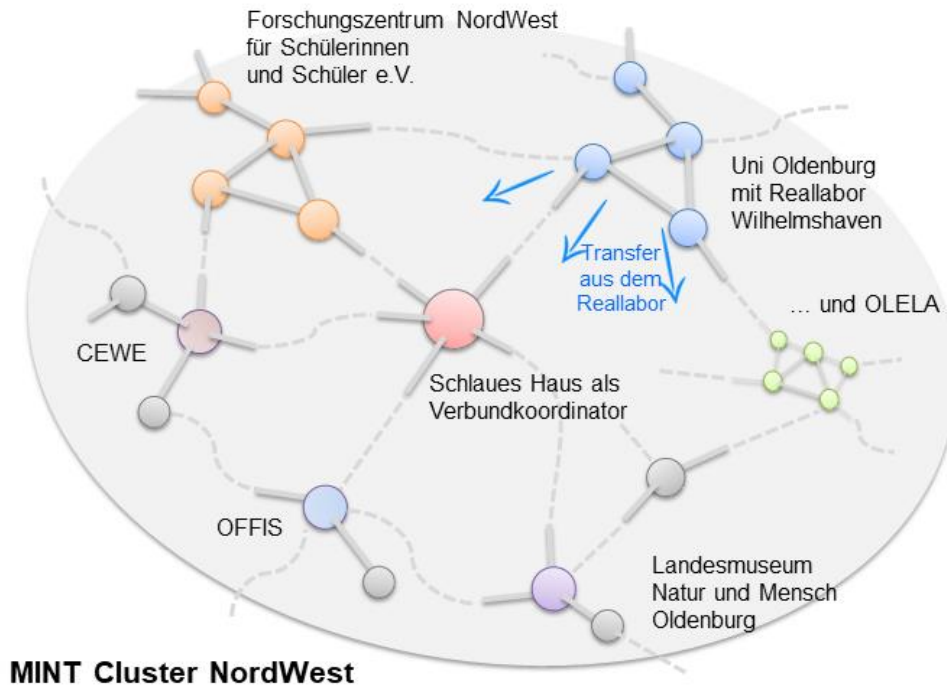 Forschungszentrum NordWest
für Schülerinnen
und Schüler e.V.
Uni Oldenburg
mit Reallabor
Wilhelmshaven
Transfer
aus dem
Reallabor
... und OLELA
CEWE
Schlaues Haus als
Verbundkoordinator
OFFIS
Landesmuseum
Natur und Mensch
Oldenburg
MINT Cluster NordWest